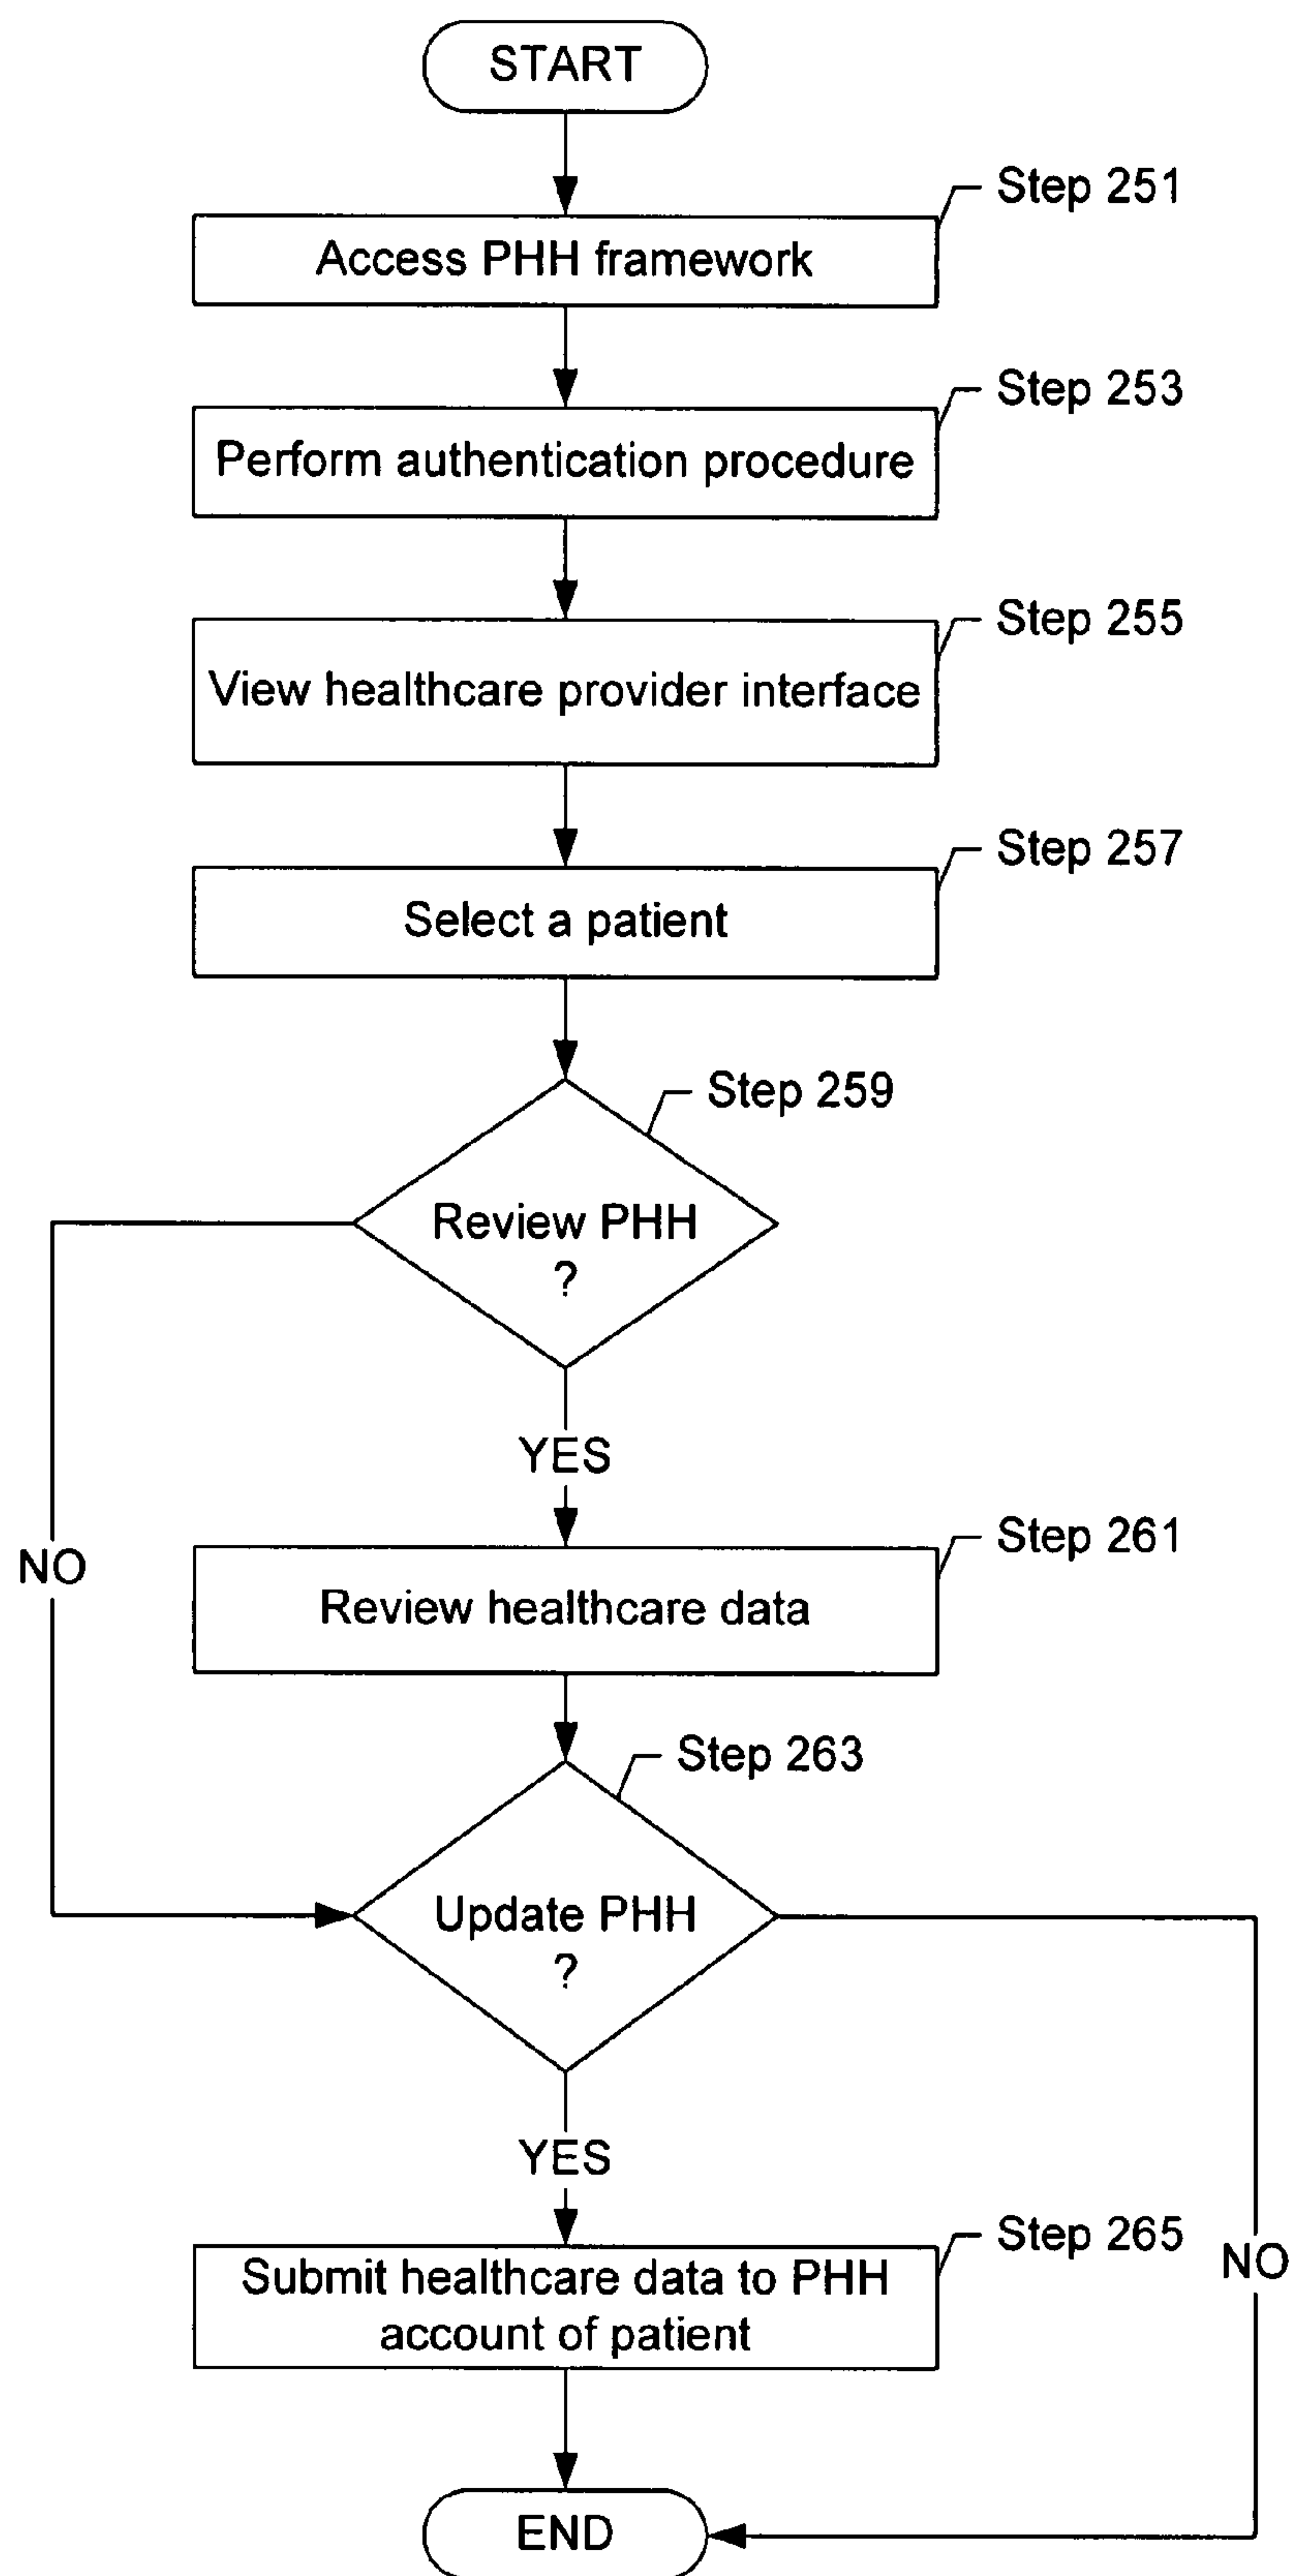 START
Step 251
Access PHH framework
Step 253
Perform authentication procedure
Step 255
View healthcare provider interface
Step 257
Select a patient
Step 259
Review PHH
?
YES
NO
Step 261
Review healthcare data
Step 263
Update PHH
?
YES
Step 265
NO
Submit healthcare data to PHH
account of patient
END